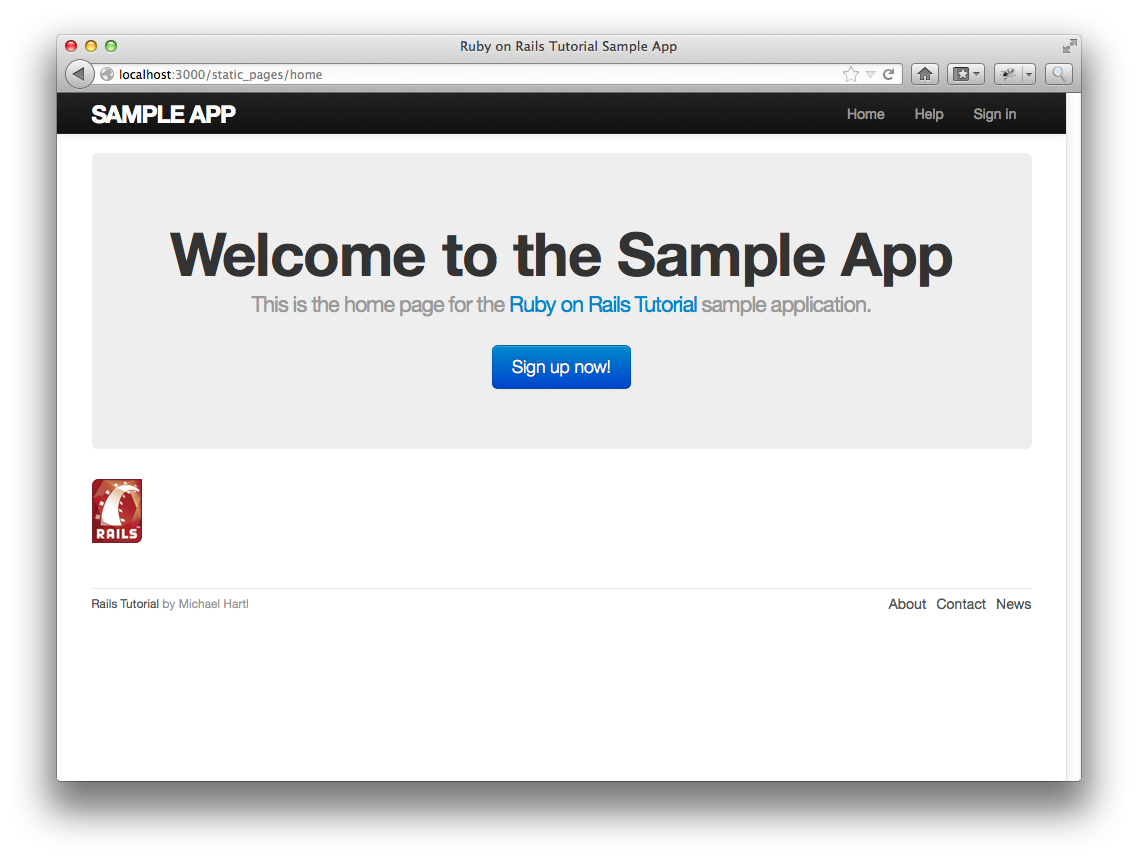 Ruby on Rails Tutorial Sample App
localhost:3000/static_pages/home
SAMPLE APP
Home Help Sign in
Welcome to the Sample App
This is the home page for the Ruby on Rails Tutorial sample application.
Sign up now!
RAILS
Rails Tutorial by Michael Hartl
About Contact News